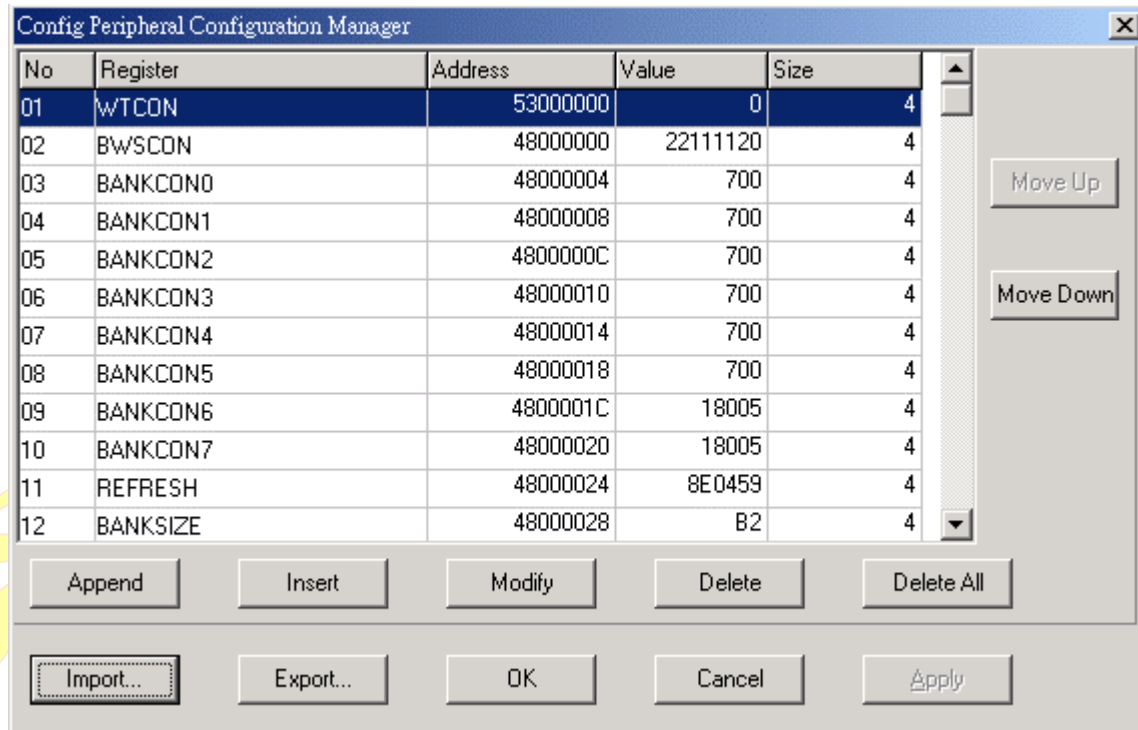 Config Peripheral Configuration Manager
No Register Address Value Size
01 WTCON 53000000 0 4
02 BWSCON 48000000 22111120 4
03 BANKCON0 48000004 700 4
Move Up
04 BANKCON1 48000008 700 4
05 BANKCON2 4800000C 700 4
06 BANKCON3 48000010 700 4
Move Down
07 BANKCON4 48000014 700 4
08 BANKCON5 48000018 700 4
09 BANKCON6 4800001C 18005 4
10 BANKCON7 48000020 18005 4
11 REFRESH 48000024 8E0459 4
12 BANKSIZE 48000028 B2 4
Append Insert Modify Delete Delete All
Import... Export... OK Cancel Apply